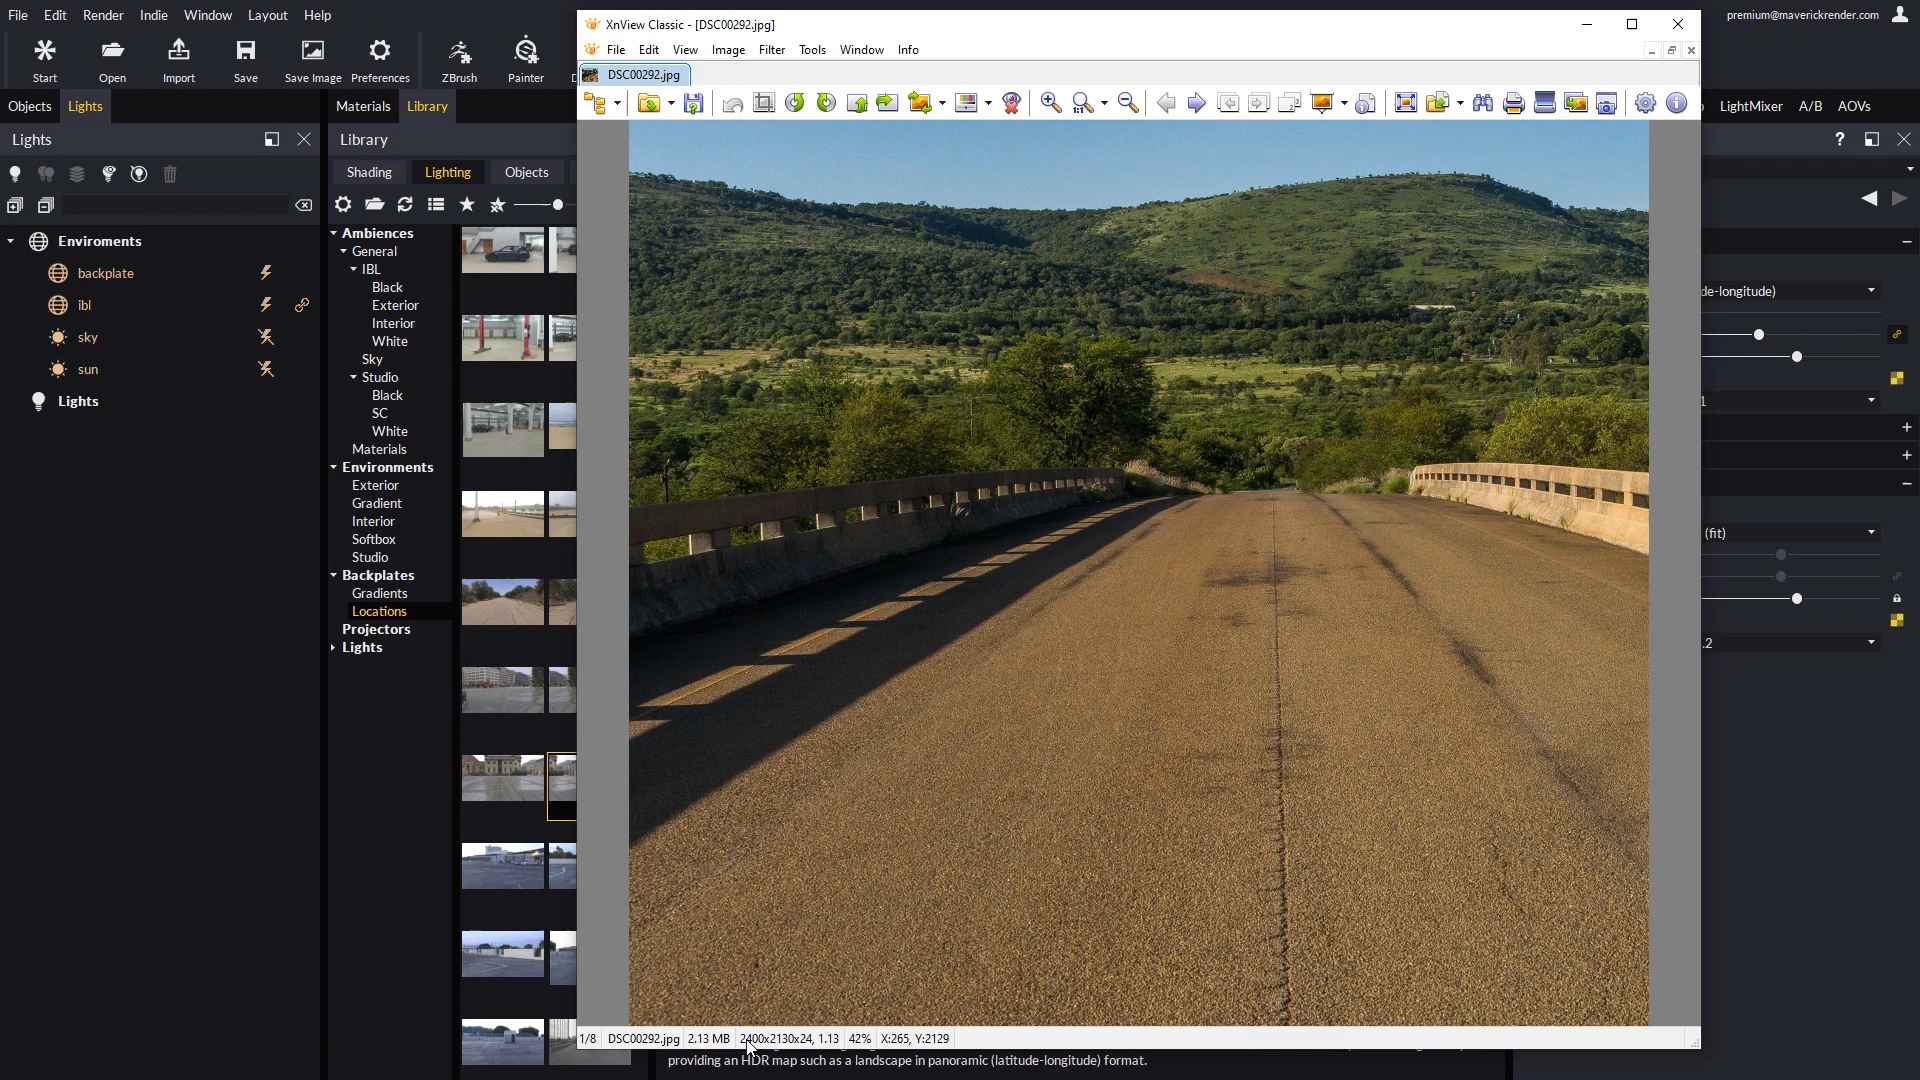 File Edit Render Indie Window Layout Help
Start Open Import Save Save Image Preferences ZBrush Painter
Objects Lights
Lights
Enviroments
backplate
ibl
sky
sun
Lights
Materials Library
Library
Shading Lighting Objects
Ambiences
General
IBL
Black
Exterior
Interior
White
Sky
Studio
Black
SC
White
Materials
Environments
Exterior
Gradient
Interior
Softbox
Studio
Backplates
Gradients
Locations
Projectors
Lights
XnView Classic - [DSC00292.jpg]
File Edit View Image Filter Tools Window Info
DSC00292.jpg
1:1
1/8 DSC00292.jpg 2.13 MB 2400x2130x24, 1.13 42% X:265, Y:2129
providing an HDR map such as a landscape in panoramic (latitude-longitude) format.
premium@maverickrender.com
LightMixer A/B AOVs
?
de-longitude)
1
(fit)
.2